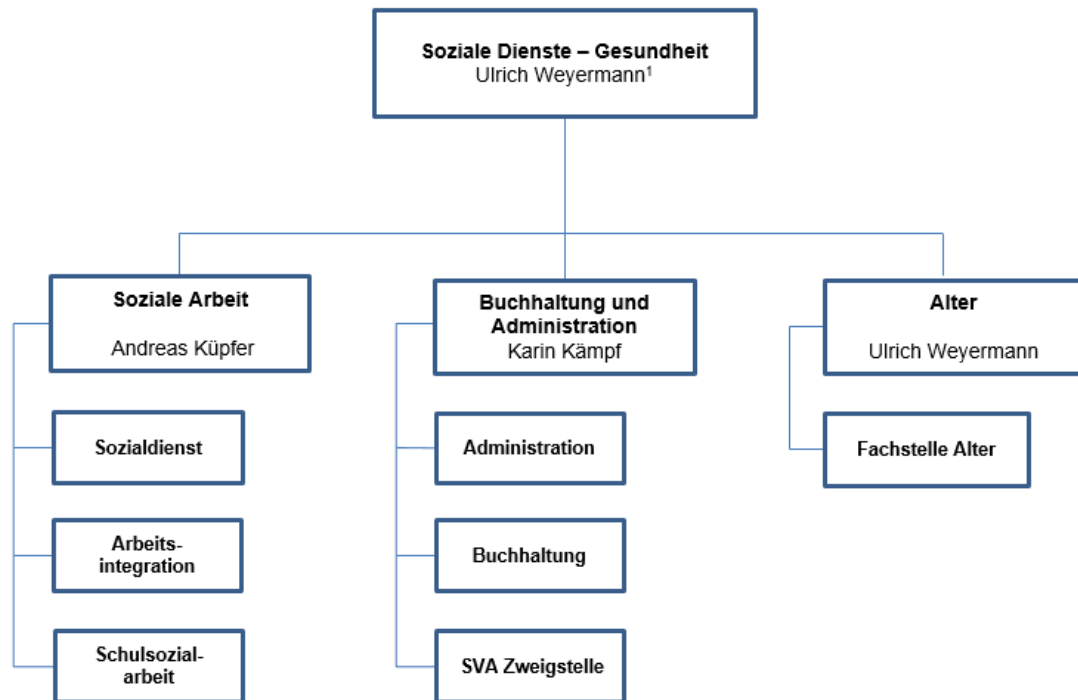 Soziale Dienste – Gesundheit
Ulrich Weyermann¹
Soziale Arbeit
Andreas Küpfer
Sozialdienst
Arbeits-
integration
Schulsozial-
arbeit
Buchhaltung und
Administration
Karin Kämpf
Administration
Buchhaltung
SVA Zweigstelle
Alter
Ulrich Weyermann
Fachstelle Alter